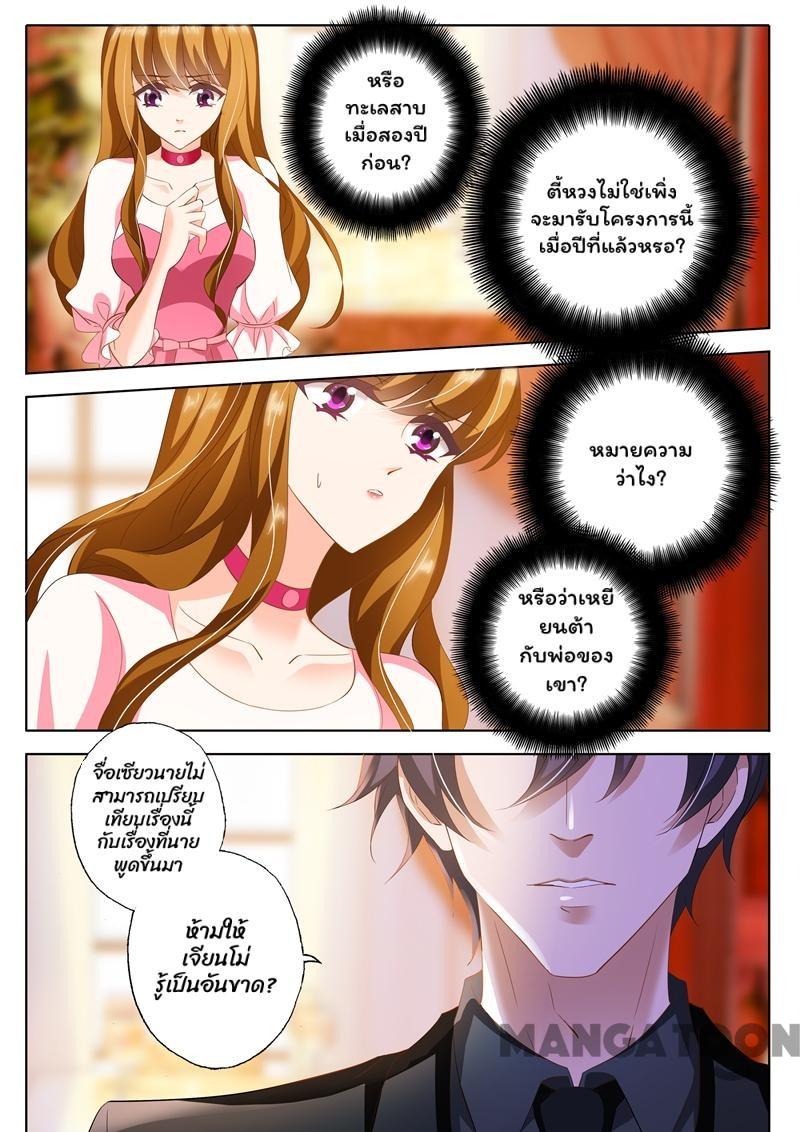 หรือ
ทะเลสาบ
เมื่อสองปี
ก่อน?
ตี้หวงไม่ใช่เพิ่ง
จะมารับโครงการนี้
เมื่อปีที่แล้วหรอ?
หมายความ
ว่าไง?
หรือว่าเหยี
ยนต้า
กับพ่อของ
เขา?
จื่อเซียวนายไม่
สามารถเปรียบ
เทียบเรื่องนี้
กับเรื่องที่นาย
พูดขึ้นมา
ห้ามให้
เจียนโม่
รู้เป็นอันขาด?
MANGATOON